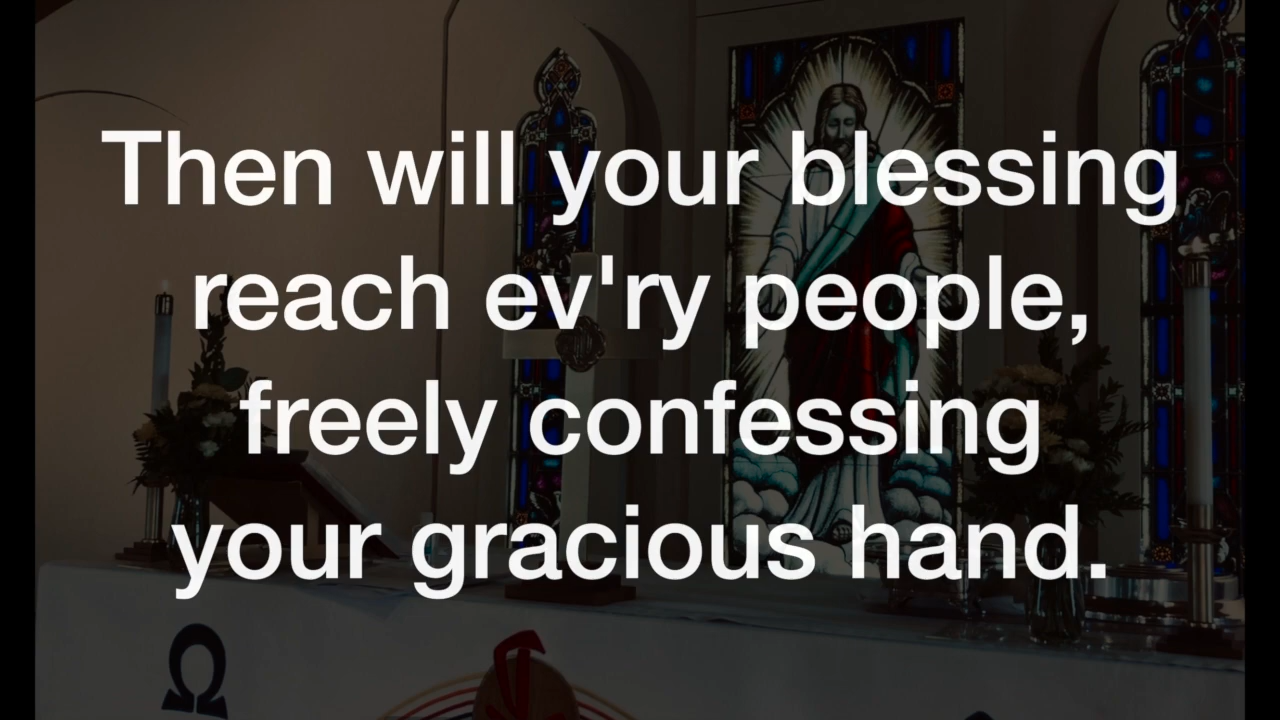 Then will your blessing
reach ev'ry people,
freely confessing
your gracious hand.
Ω